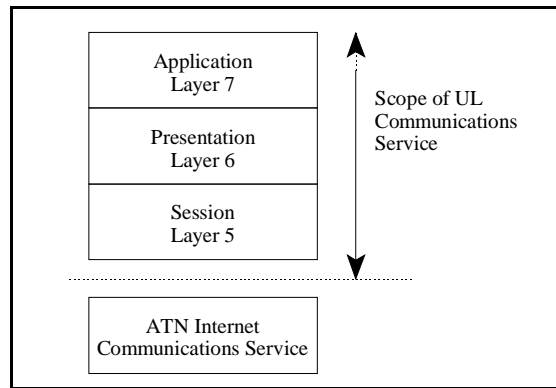 Application
Layer 7
Presentation
Layer 6
Session
Layer 5
Scope of UL
Communications
Service
ATN Internet
Communications Service